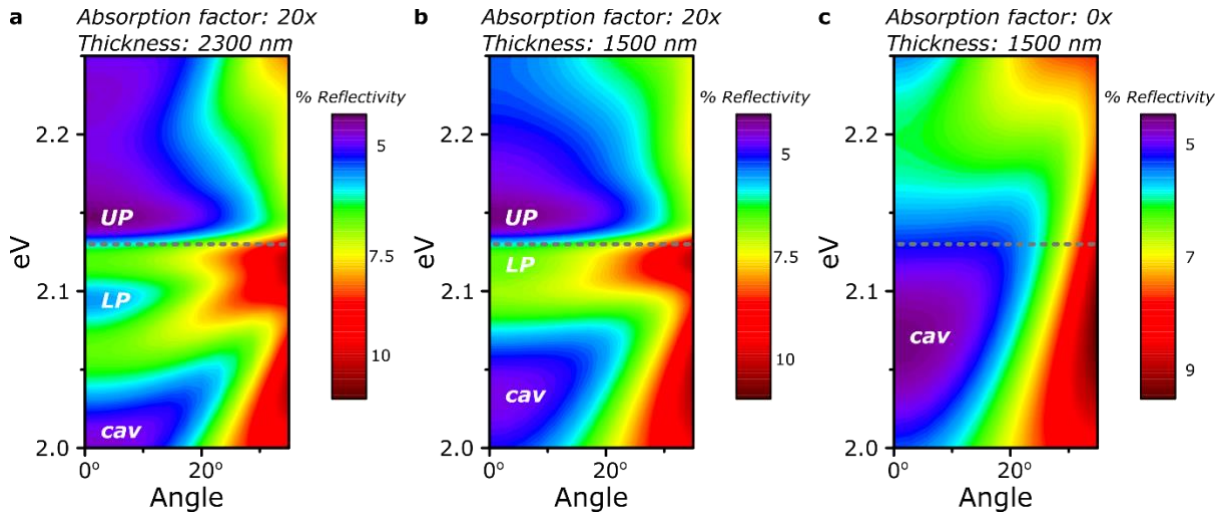 a
Absorption factor: 20x
Thickness: 2300 nm
% Reflectivity
5
7.5
10
2.2
2.1
2.0
eV
UP
LP
cav
0°
20°
Angle
b
Absorption factor: 20x
Thickness: 1500 nm
% Reflectivity
5
7.5
10
2.2
2.1
2.0
eV
UP
LP
cav
0°
20°
Angle
c
Absorption factor: 0x
Thickness: 1500 nm
% Reflectivity
5
7
9
2.2
2.1
2.0
eV
cav
0°
20°
Angle